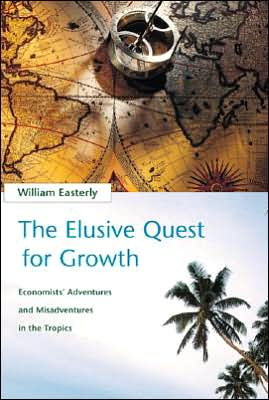 William Easterly
The Elusive Quest
for Growth
Economists' Adventures
and Misadventures
in the Tropics